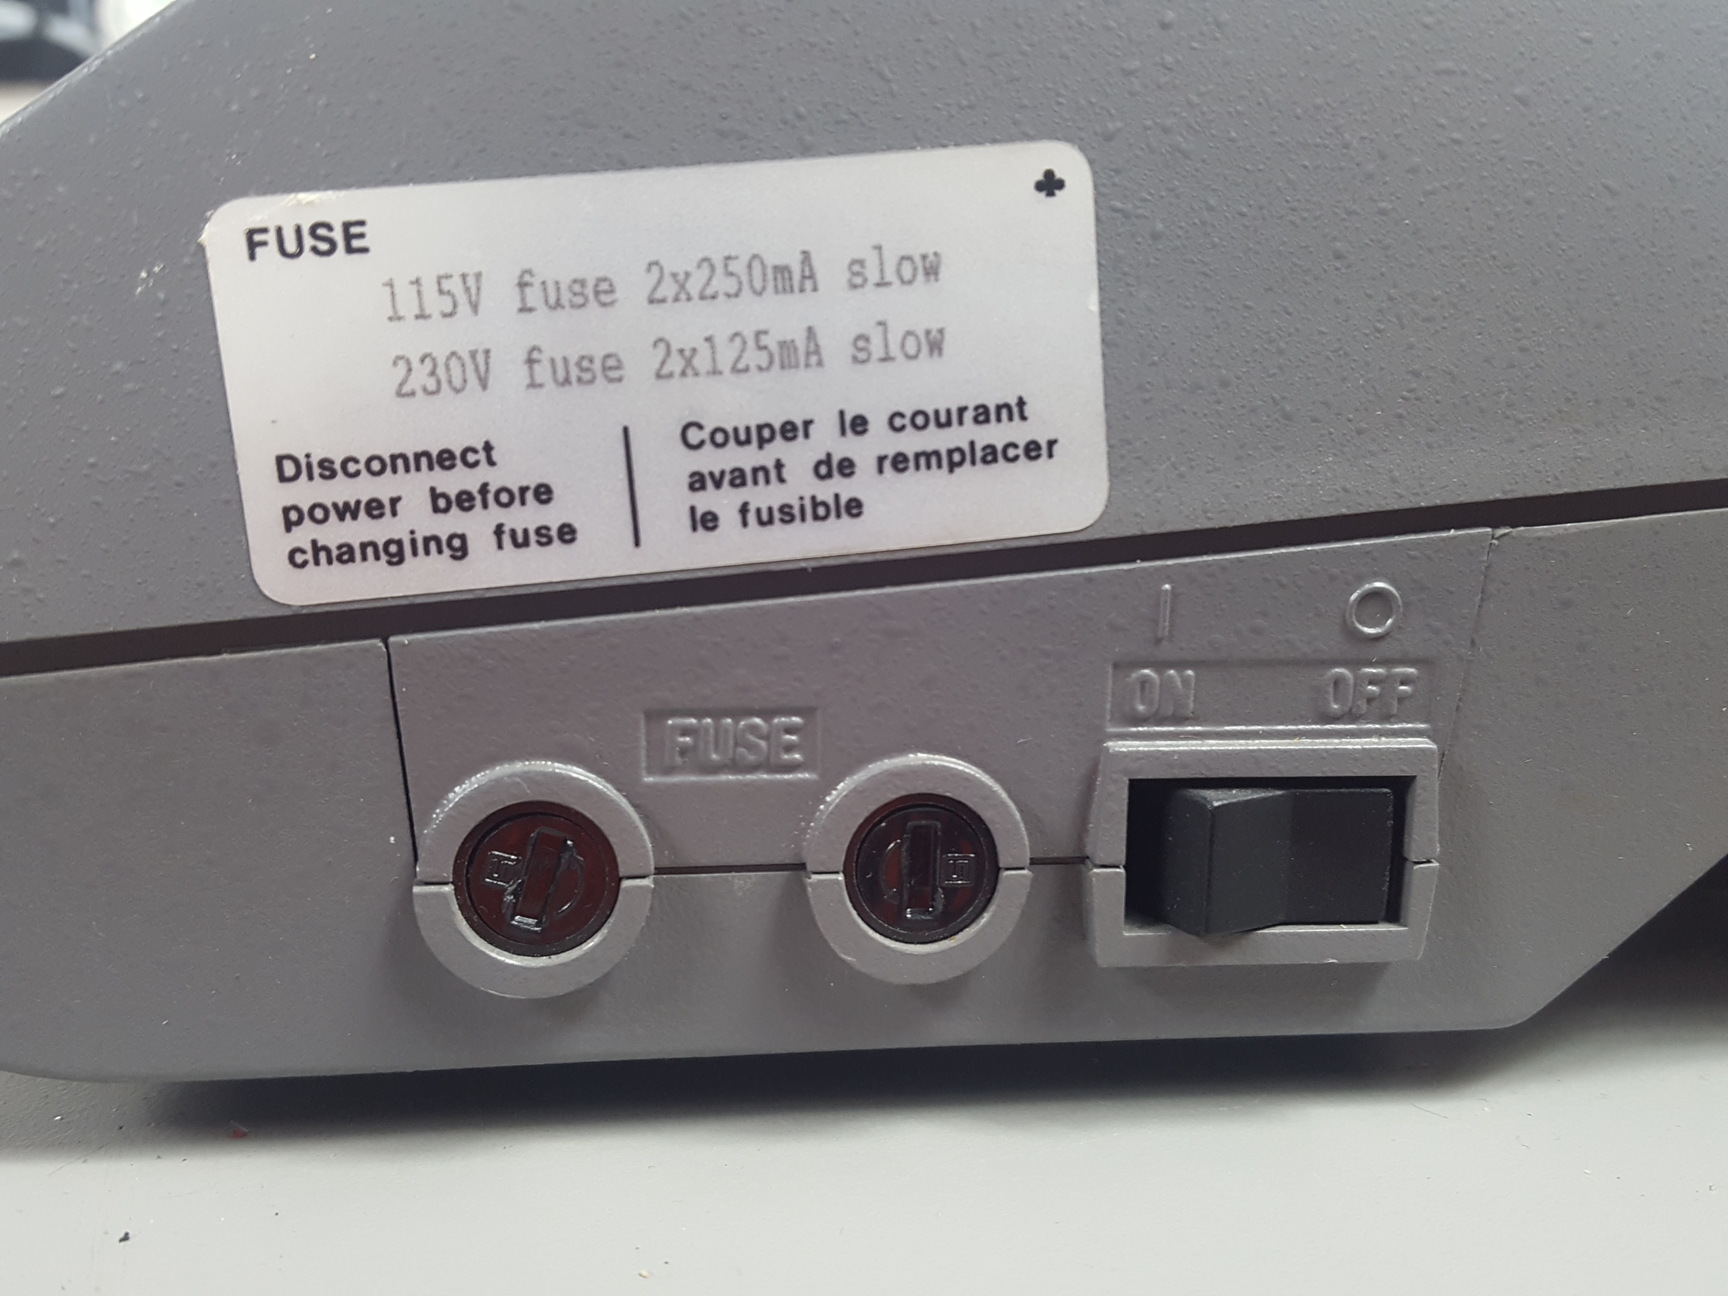 FUSE
115V fuse 2x250mA slow
230V fuse 2x125mA slow
Disconnect
power before
changing fuse
Couper le courant
avant de remplacer
le fusible
I O
ON OFF
FUSE